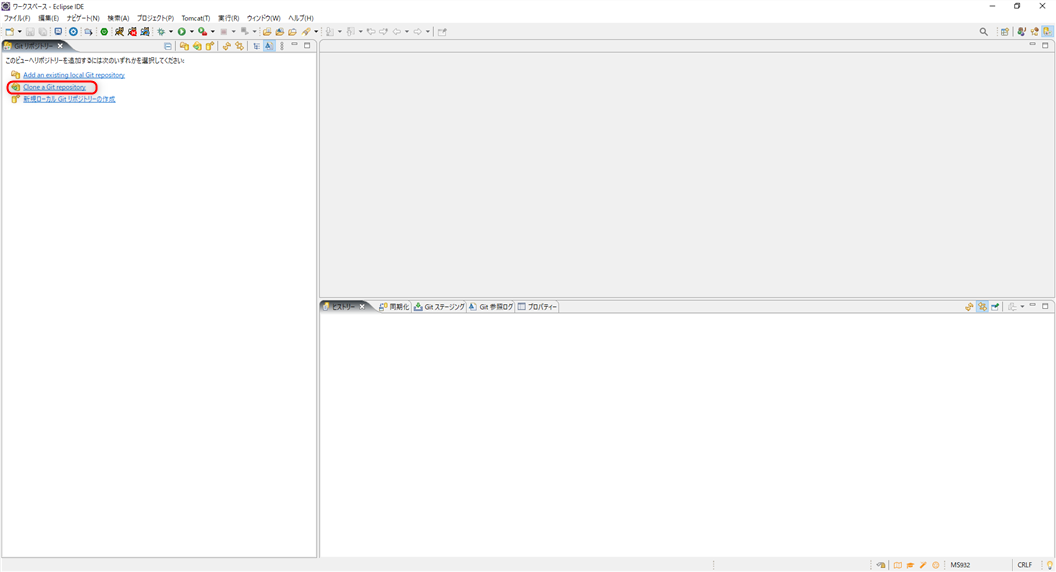 ワークスペース - Eclipse IDE
ファイル(F) 編集(E) ナビゲート(N) 検索(A) プロジェクト(P) Tomcat(T) 実行(R) ウィンドウ(W) ヘルプ(H)
Git リポジトリー
このビューへリポジトリーを追加するには次のいずれかを選択してください:
Add an existing local Git repository
Clone a Git repository
新規ローカル Git リポジトリーの作成
ヒストリー 同期化 Git ステージング Git 参照ログ プロパティー
MS932 CRLF